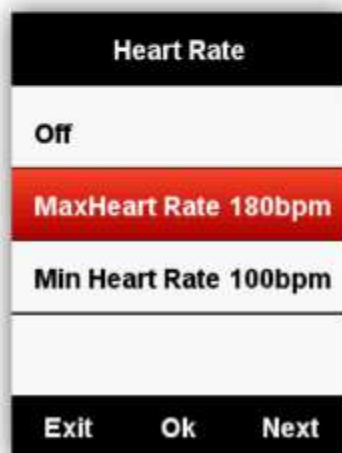 Heart Rate
Off
MaxHeart Rate 180bpm
Min Heart Rate 100bpm
Exit Ok Next